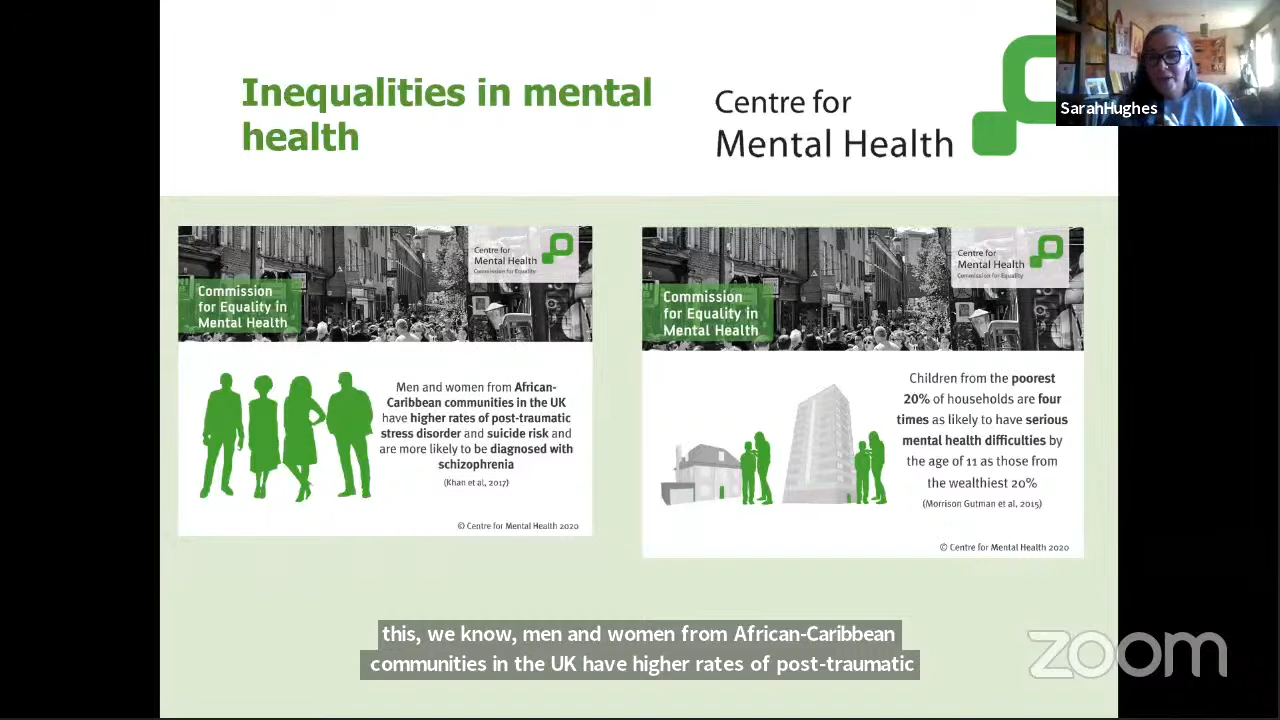 Inequalities in mental
health
Centre for
Mental Health
SarahHughes
Centre for
Mental Health
Commission for Equality
Commission
for Equality in
Mental Health
Men and women from African-
Caribbean communities in the UK
have higher rates of post-traumatic
stress disorder and suicide risk and
are more likely to be diagnosed with
schizophrenia
(Khan et al, 2017)
© Centre for Mental Health 2020
Centre for
Mental Health
Commission for Equality
Commission
for Equality in
Mental Health
Children from the poorest
20% of households are four
times as likely to have serious
mental health difficulties by
the age of 11 as those from
the wealthiest 20%
(Morrison Gutman et al, 2015)
© Centre for Mental Health 2020
this, we know, men and women from African-Caribbean
communities in the UK have higher rates of post-traumatic
zoom